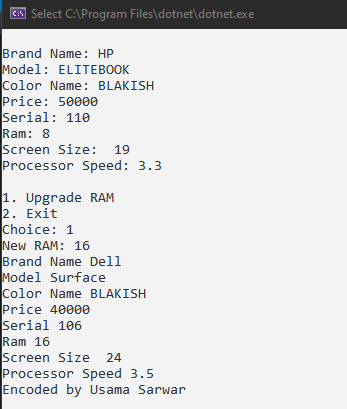 Select C:\Program Files\dotnet\dotnet.exe
Brand Name: HP
Model: ELITEBOOK
Color Name: BLAKISH
Price: 50000
Serial: 110
Ram: 8
Screen Size:  19
Processor Speed: 3.3
1. Upgrade RAM
2. Exit
Choice: 1
New RAM: 16
Brand Name Dell
Model Surface
Color Name BLAKISH
Price 40000
Serial 106
Ram 16
Screen Size  24
Processor Speed 3.5
Encoded by Usama Sarwar